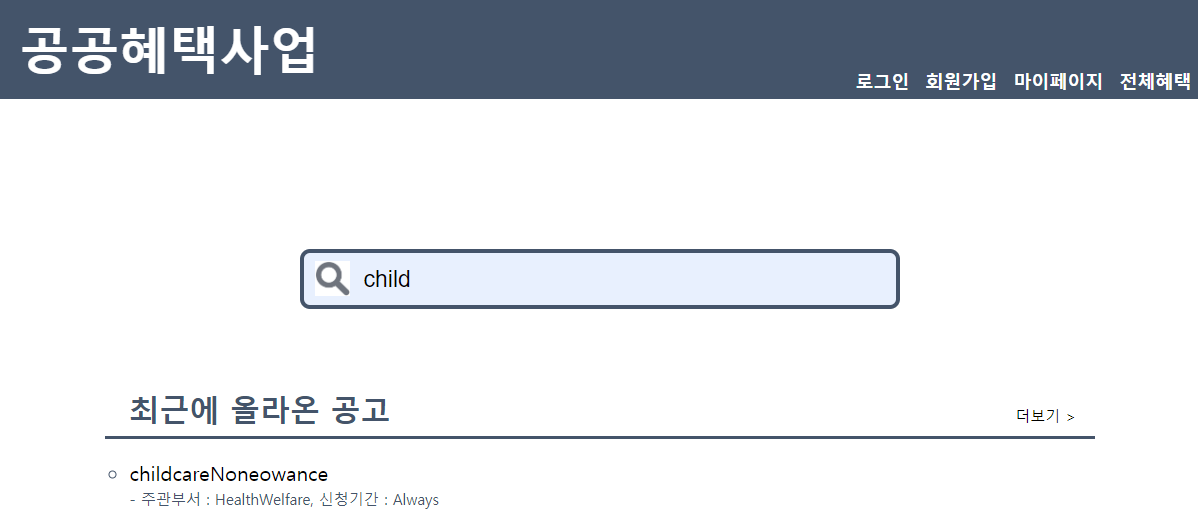 공공혜택사업
로그인 회원가입 마이페이지 전체혜택
child
최근에 올라온 공고
더보기 >
childcareNoneowance
- 주관부서 : HealthWelfare, 신청기간 : Always